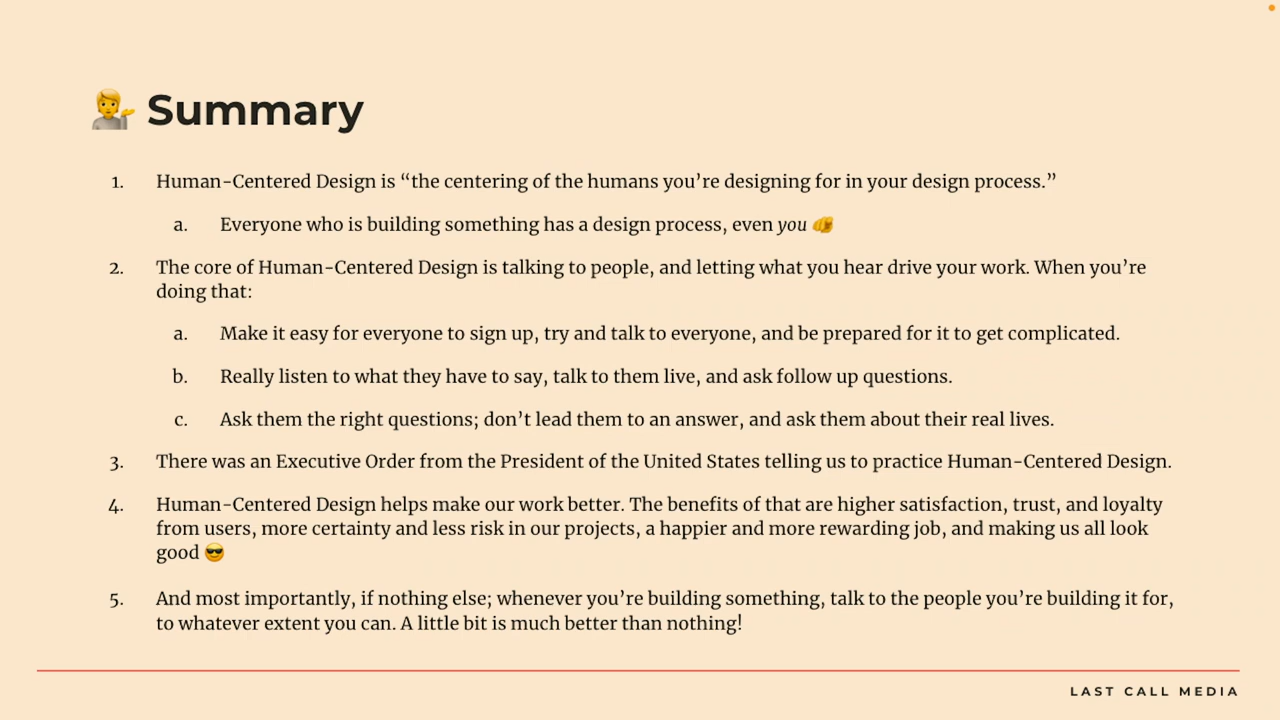 💁 Summary
1. Human-Centered Design is “the centering of the humans you’re designing for in your design process.”
a. Everyone who is building something has a design process, even you 🫵
2. The core of Human-Centered Design is talking to people, and letting what you hear drive your work. When you’re
doing that:
a. Make it easy for everyone to sign up, try and talk to everyone, and be prepared for it to get complicated.
b. Really listen to what they have to say, talk to them live, and ask follow up questions.
c. Ask them the right questions; don’t lead them to an answer, and ask them about their real lives.
3. There was an Executive Order from the President of the United States telling us to practice Human-Centered Design.
4. Human-Centered Design helps make our work better. The benefits of that are higher satisfaction, trust, and loyalty
from users, more certainty and less risk in our projects, a happier and more rewarding job, and making us all look
good 😎
5. And most importantly, if nothing else; whenever you’re building something, talk to the people you’re building it for,
to whatever extent you can. A little bit is much better than nothing!
LAST CALL MEDIA